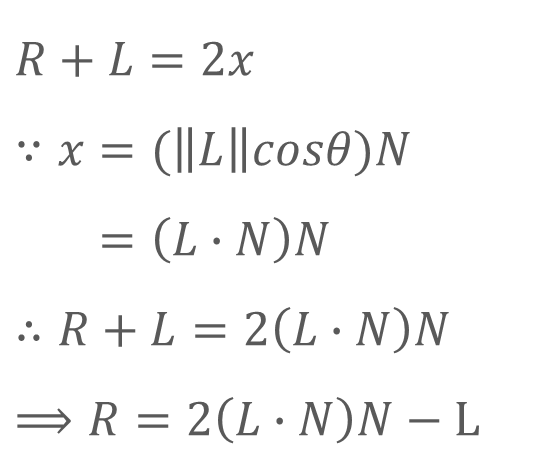 R + L = 2x
∵ x = (‖L‖cosθ)N
= (L · N)N
∴ R + L = 2(L · N)N
⟹ R = 2(L · N)N − L